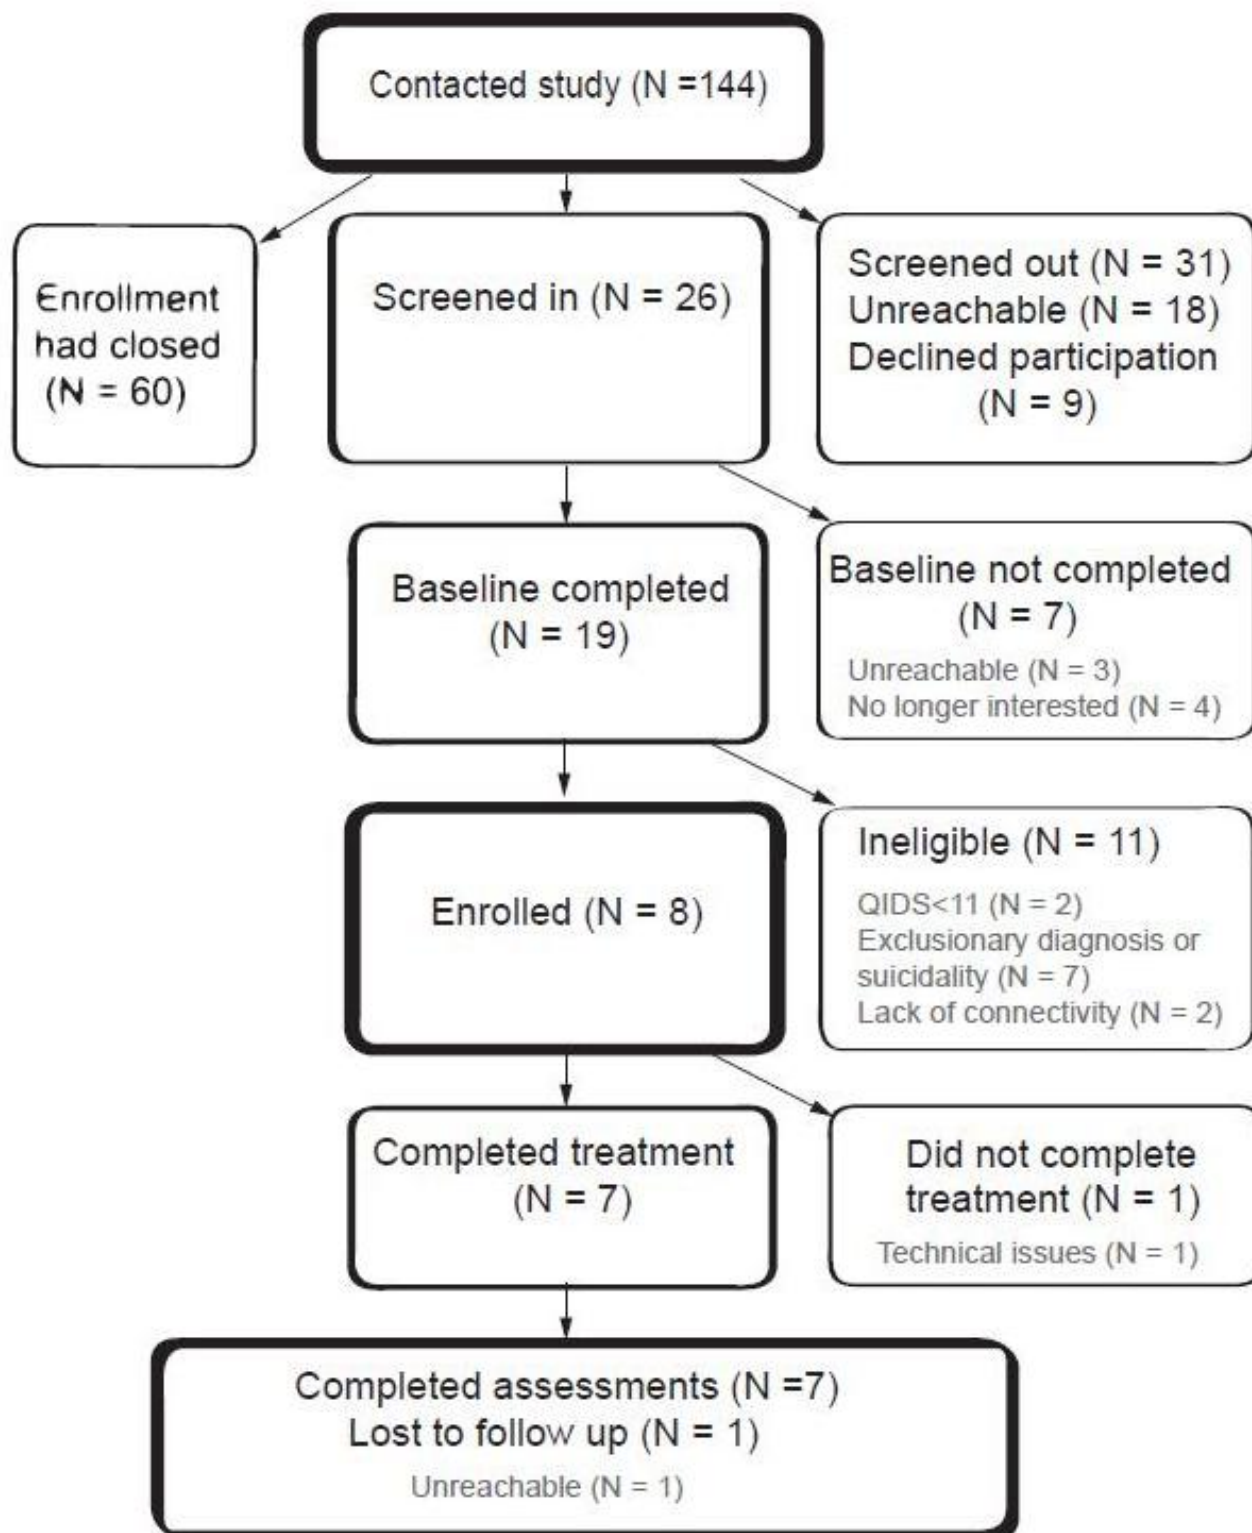 Contacted study (N =144)
Enrollment
had closed
(N = 60)
Screened in (N = 26)
Screened out (N = 31)
Unreachable (N = 18)
Declined participation
(N = 9)
Baseline completed
(N = 19)
Baseline not completed
(N = 7)
Unreachable (N = 3)
No longer interested (N = 4)
Enrolled (N = 8)
Ineligible (N = 11)
QIDS<11 (N = 2)
Exclusionary diagnosis or
suicidality (N = 7)
Lack of connectivity (N = 2)
Completed treatment
(N = 7)
Did not complete
treatment (N = 1)
Technical issues (N = 1)
Completed assessments (N =7)
Lost to follow up (N = 1)
Unreachable (N = 1)